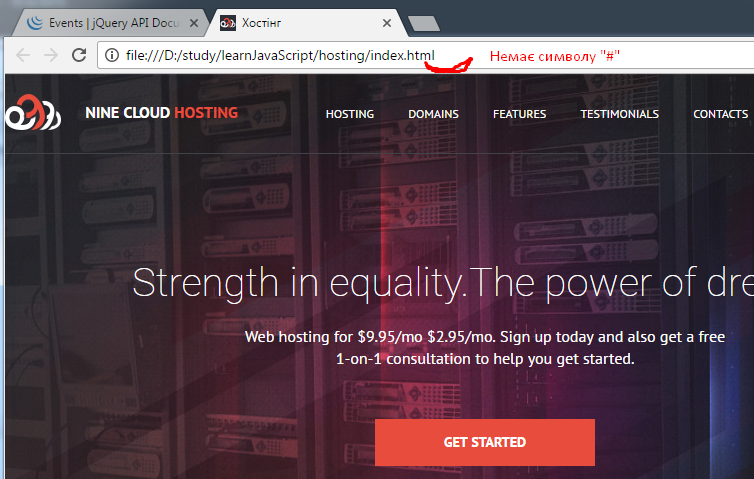 Events | jQuery API Docu
Хостінг
file:///D:/study/learnJavaScript/hosting/index.html
Немає символу "#"
NINE CLOUD HOSTING
HOSTING
DOMAINS
FEATURES
TESTIMONIALS
CONTACTS
Strength in equality.The power of dre
Web hosting for $9.95/mo $2.95/mo. Sign up today and also get a free
1-on-1 consultation to help you get started.
GET STARTED